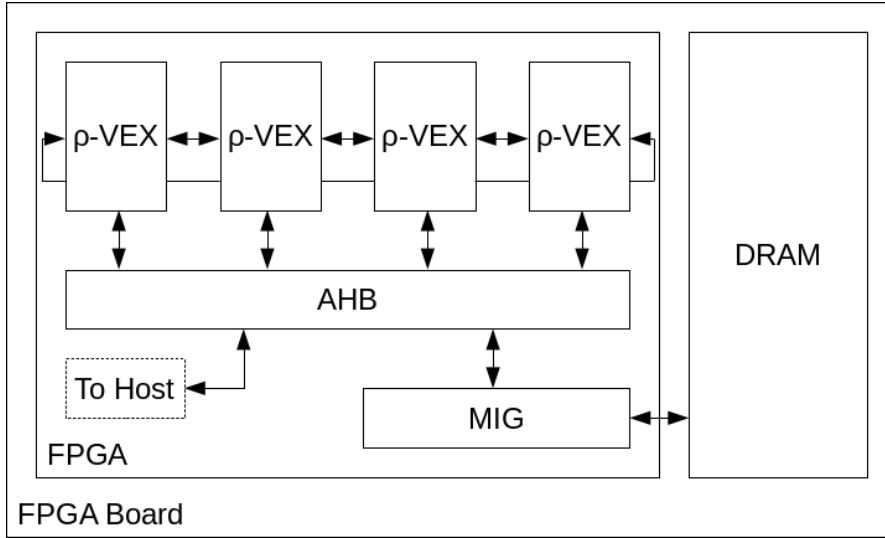 ρ-VEX
ρ-VEX
ρ-VEX
ρ-VEX
DRAM
AHB
To Host
MIG
FPGA
FPGA Board